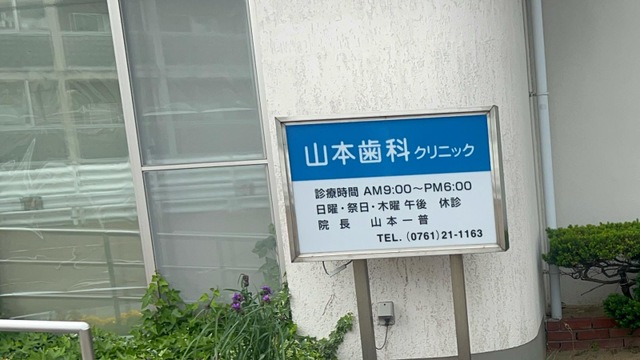 山本歯科クリニック
診療時間 AM9:00～PM6:00
日曜・祭日・木曜 午後 休診
院長 山本一普
TEL. (0761) 21-1163